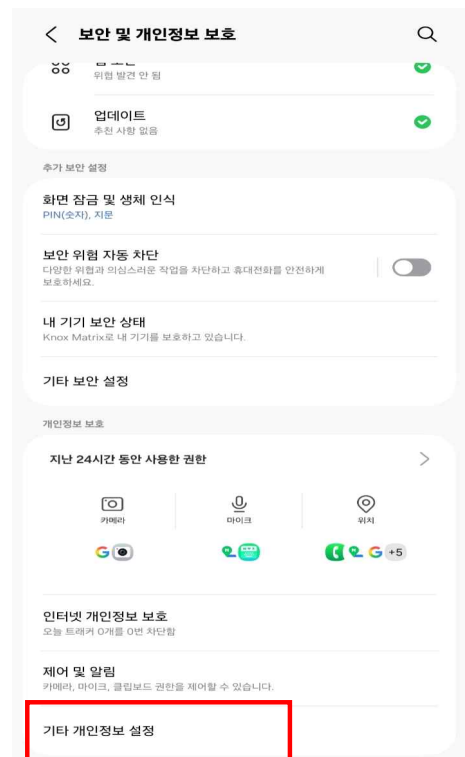 보안 및 개인정보 보호
위험 발견 안 됨
업데이트
추천 사항 없음
추가 보안 설정
화면 잠금 및 생체 인식
PIN(숫자), 지문
보안 위험 자동 차단
다양한 위협과 의심스러운 작업을 차단하고 휴대전화를 안전하게
보호하세요.
내 기기 보안 상태
Knox Matrix로 내 기기를 보호하고 있습니다.
기타 보안 설정
개인정보 보호
지난 24시간 동안 사용한 권한
카메라
마이크
위치
+5
인터넷 개인정보 보호
오늘 트래커 0개를 0번 차단함
제어 및 알림
카메라, 마이크, 클립보드 권한을 제어할 수 있습니다.
기타 개인정보 설정